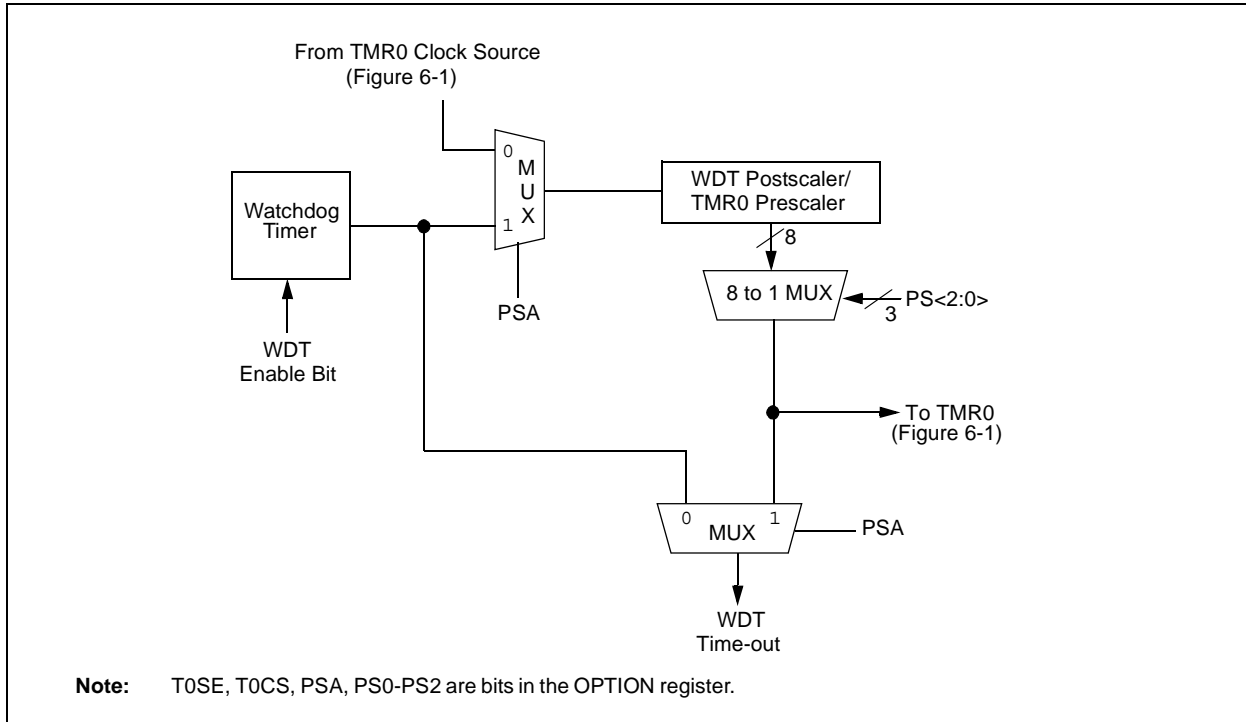 From TMR0 Clock Source
(Figure 6-1)
0
M
U
X
1
Watchdog
Timer
WDT Postscaler/
TMR0 Prescaler
8
8 to 1 MUX
PS<2:0>
3
PSA
WDT
Enable Bit
To TMR0
(Figure 6-1)
0
1
MUX
PSA
WDT
Time-out
Note: T0SE, T0CS, PSA, PS0-PS2 are bits in the OPTION register.